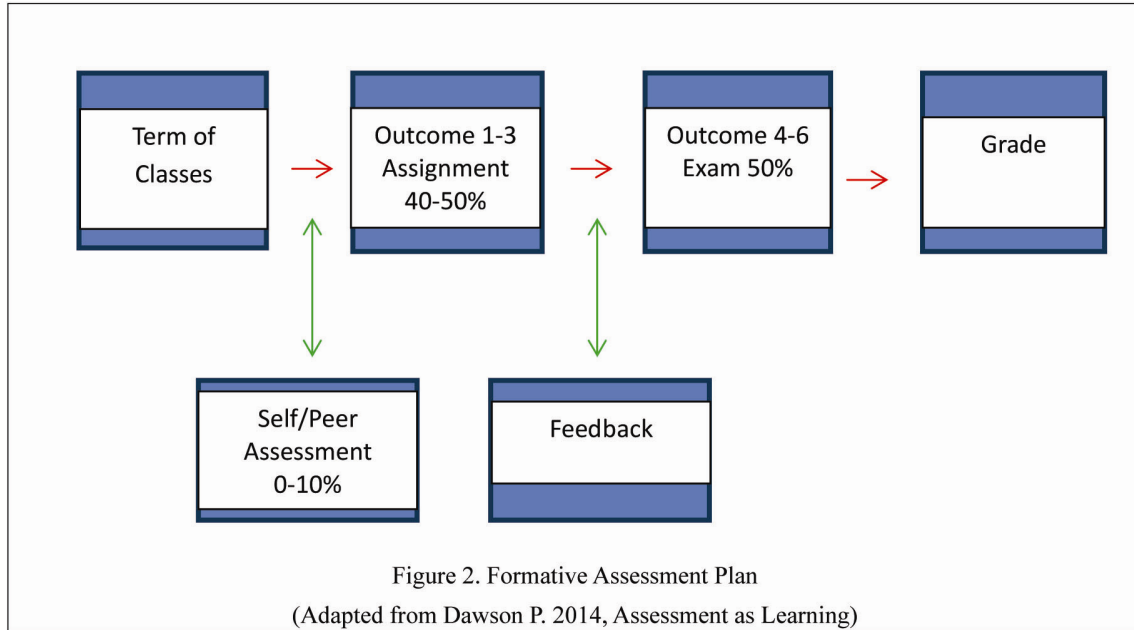 Term of
Classes
Outcome 1-3
Assignment
40-50%
Outcome 4-6
Exam 50%
Grade
Self/Peer
Assessment
0-10%
Feedback
Figure 2. Formative Assessment Plan
(Adapted from Dawson P. 2014, Assessment as Learning)